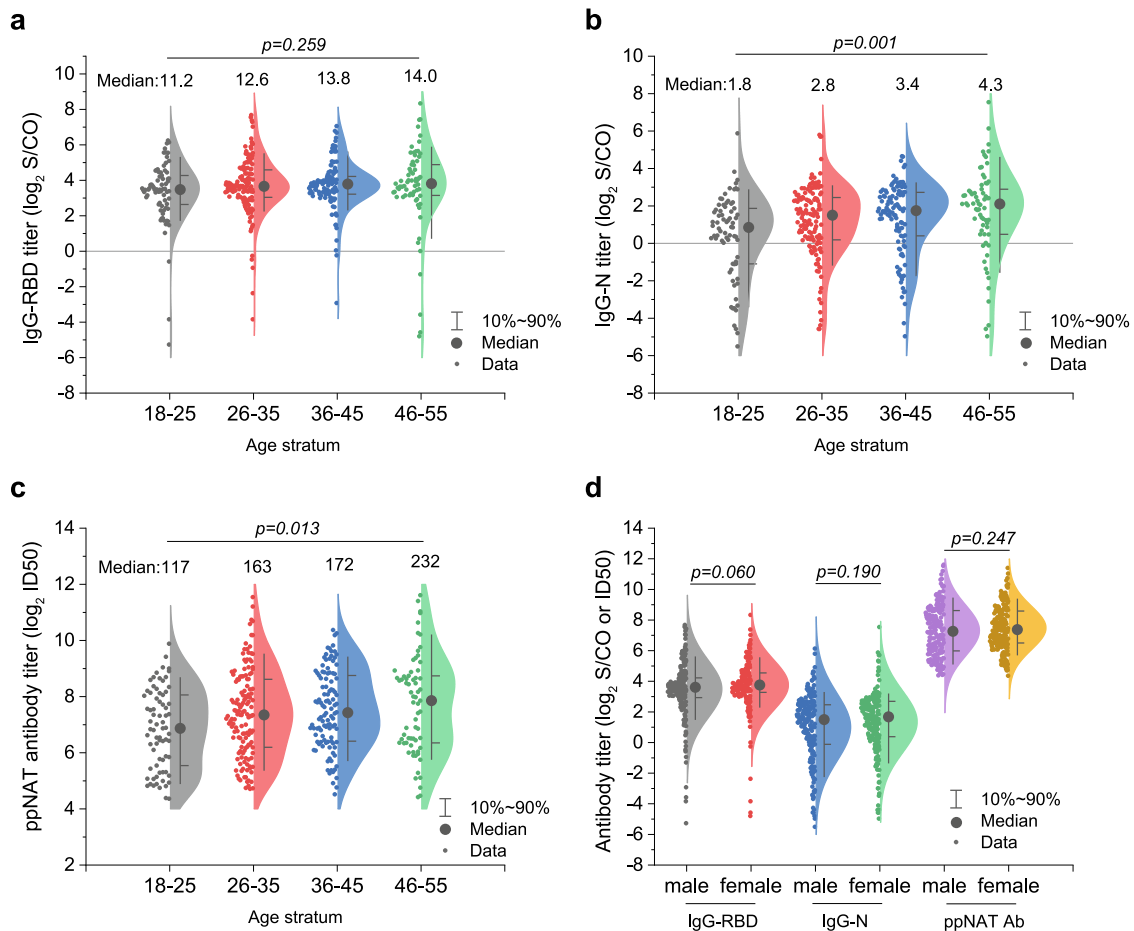 a
p=0.259
Median:11.2 12.6 13.8 14.0
IgG-RBD titer (log2 S/CO)
10
8
6
4
2
0
-2
-4
-6
-8
10%~90%
Median
Data
18-25 26-35 36-45 46-55
Age stratum
b
p=0.001
Median:1.8 2.8 3.4 4.3
IgG-N titer (log2 S/CO)
10
8
6
4
2
0
-2
-4
-6
-8
10%~90%
Median
Data
18-25 26-35 36-45 46-55
Age stratum
c
p=0.013
Median:117 163 172 232
ppNAT antibody titer (log2 ID50)
14
12
10
8
6
4
2
10%~90%
Median
Data
18-25 26-35 36-45 46-55
Age stratum
d
p=0.060 p=0.190 p=0.247
Antibody titer (log2 S/CO or ID50)
14
12
10
8
6
4
2
0
-2
-4
-6
-8
10%~90%
Median
Data
male female male female male female
IgG-RBD IgG-N ppNAT Ab